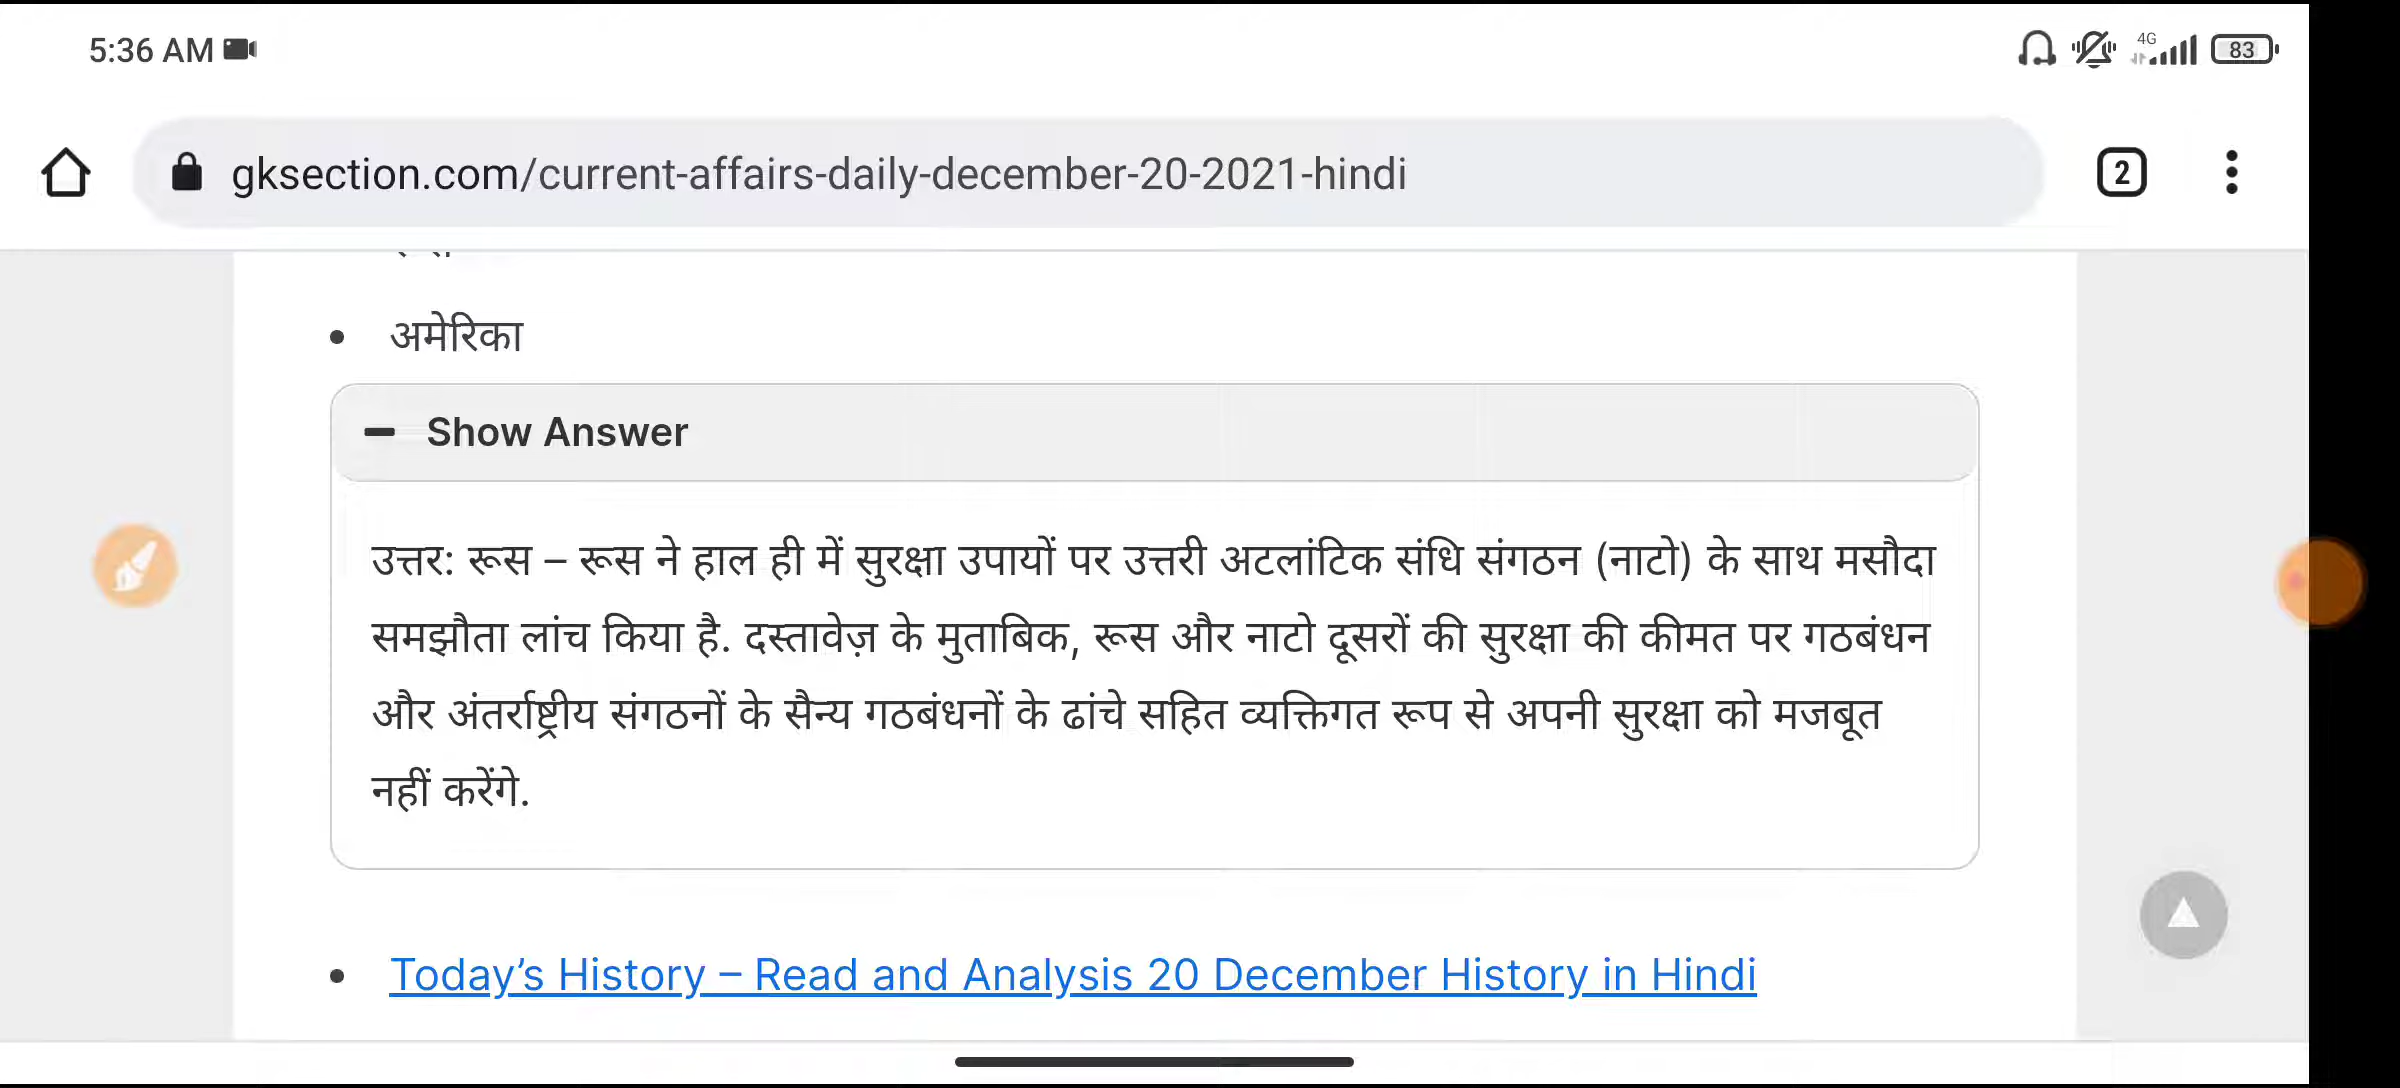 5:36 AM
4G
83
gksection.com/current-affairs-daily-december-20-2021-hindi
2
• अमेरिका
Show Answer
उत्तर: रूस – रूस ने हाल ही में सुरक्षा उपायों पर उत्तरी अटलांटिक संधि संगठन (नाटो) के साथ मसौदा
समझौता लांच किया है. दस्तावेज़ के मुताबिक, रूस और नाटो दूसरों की सुरक्षा की कीमत पर गठबंधन
और अंतर्राष्ट्रीय संगठनों के सैन्य गठबंधनों के ढांचे सहित व्यक्तिगत रूप से अपनी सुरक्षा को मजबूत
नहीं करेंगे.
• Today’s History – Read and Analysis 20 December History in Hindi